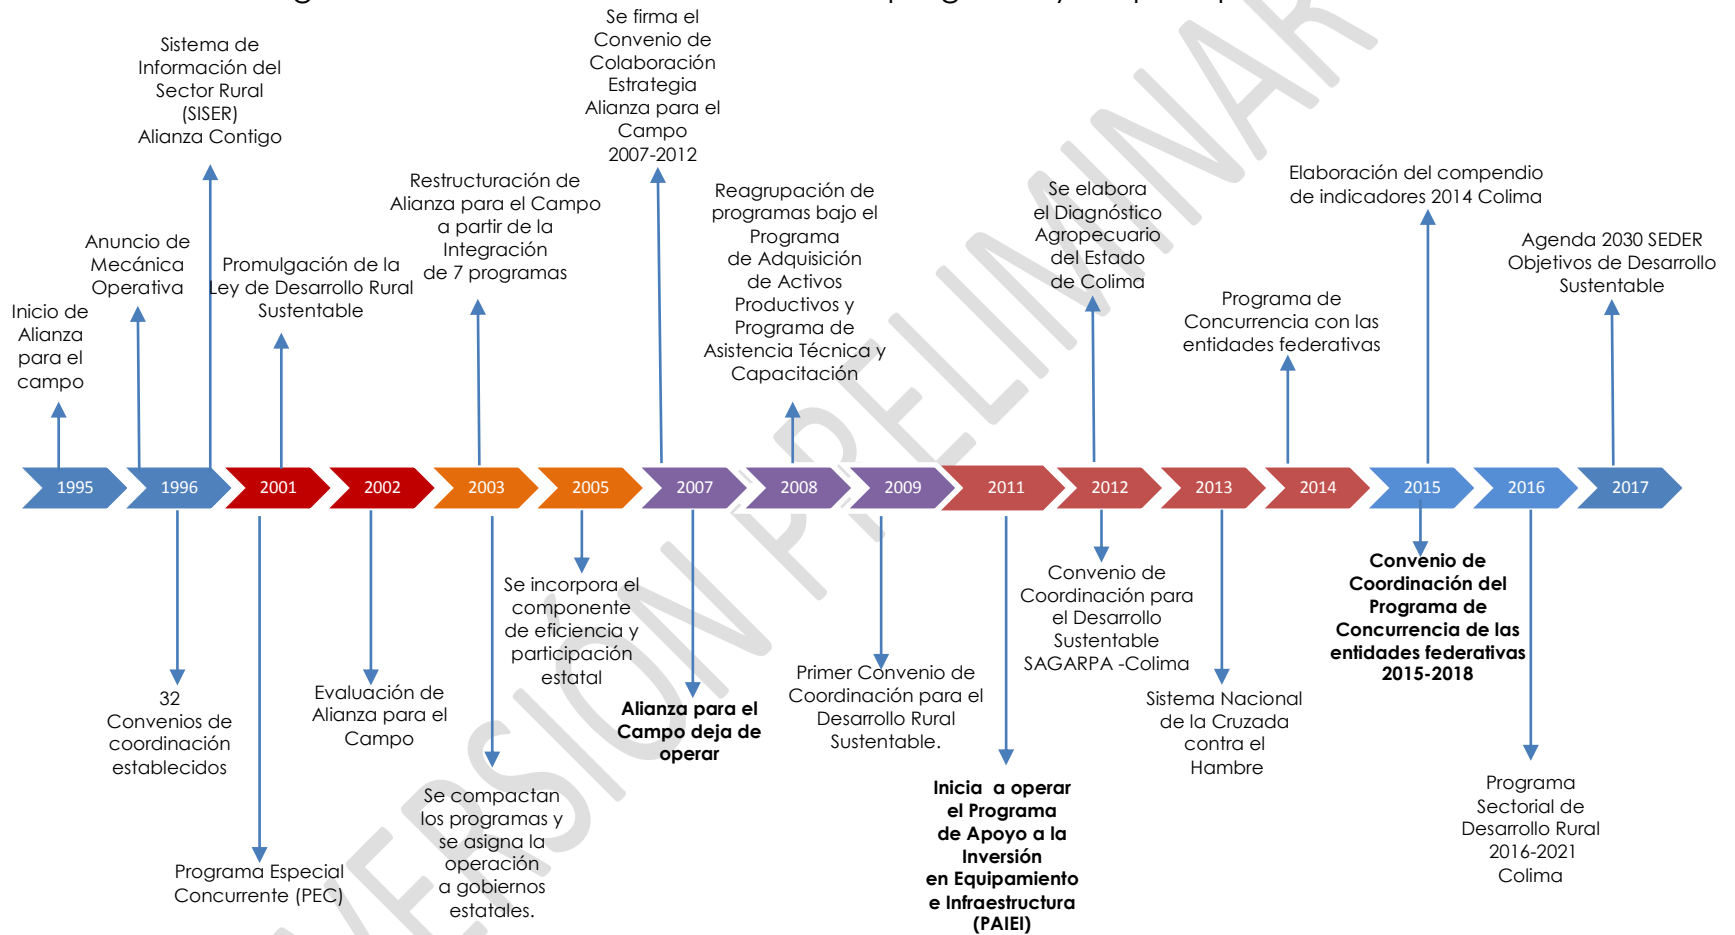 Se firma el
Convenio de
Colaboración
Estrategia
Alianza para el
Campo
2007-2012
Sistema de
Información del
Sector Rural
(SISER)
Alianza Contigo
Restructuración de
Alianza para el Campo
a partir de la
Integración
de 7 programas
Reagrupación de
programas bajo el
Programa
de Adquisición
de Activos
Productivos y
Programa de
Asistencia Técnica y
Capacitación
Se elabora
el Diagnóstico
Agropecuario
del Estado
de Colima
Elaboración del compendio
de indicadores 2014 Colima
Agenda 2030 SEDER
Objetivos de Desarrollo
Sustentable
Anuncio de
Mecánica
Operativa
Promulgación de la
Ley de Desarrollo Rural
Sustentable
Programa de
Concurrencia con las
entidades federativas
Inicio de
Alianza
para el
campo
1995
1996
2001
2002
2003
2005
2007
2008
2009
2011
2012
2013
2014
2015
2016
2017
32
Convenios de
coordinación
establecidos
Programa Especial
Concurrente (PEC)
Evaluación de
Alianza para el
Campo
Se compactan
los programas y
se asigna la
operación
a gobiernos
estatales.
Se incorpora el
componente
de eficiencia y
participación
estatal
Alianza para el
Campo deja de
operar
Primer Convenio de
Coordinación para el
Desarrollo Rural
Sustentable.
Inicia a operar
el Programa
de Apoyo a la
Inversión
en Equipamiento
e Infraestructura
(PAIEI)
Convenio de
Coordinación para
el Desarrollo
Sustentable
SAGARPA -Colima
Sistema Nacional
de la Cruzada
contra el
Hambre
Convenio de
Coordinación del
Programa de
Concurrencia de las
entidades federativas
2015-2018
Programa
Sectorial de
Desarrollo Rural
2016-2021
Colima
VERSIÓN PRELIMINAR